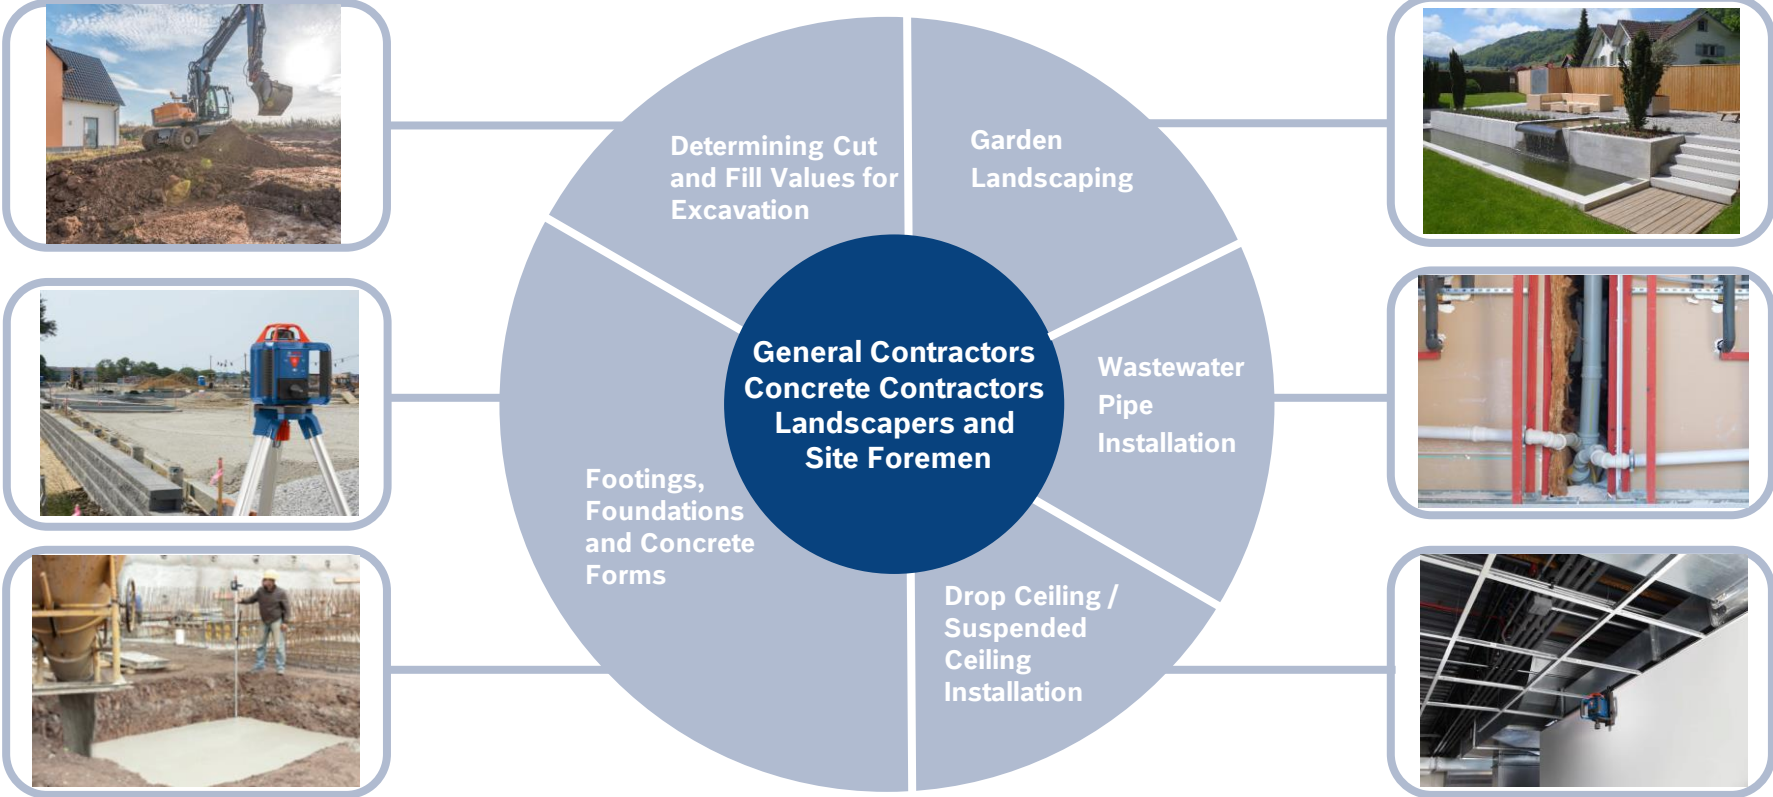 Determining Cut
and Fill Values for
Excavation
Garden
Landscaping
General Contractors
Concrete Contractors
Landscapers and
Site Foremen
Wastewater
Pipe
Installation
Footings,
Foundations
and Concrete
Forms
Drop Ceiling /
Suspended
Ceiling
Installation